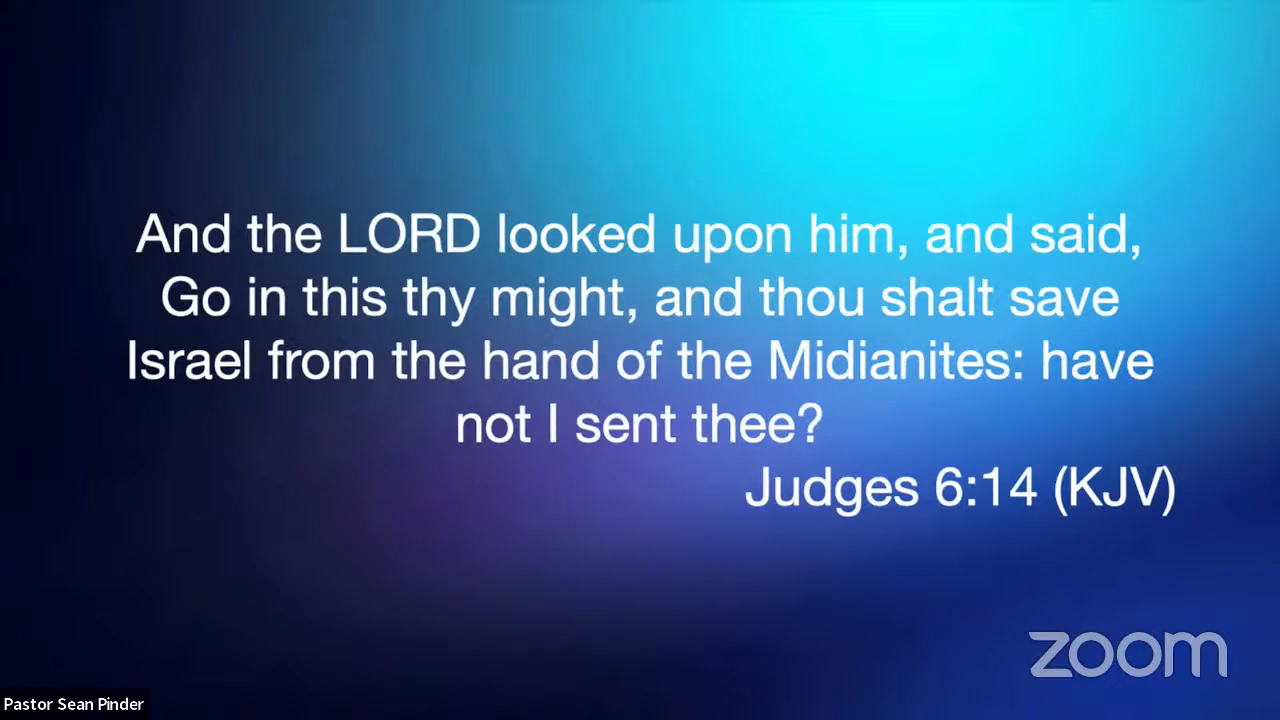 And the LORD looked upon him, and said,
Go in this thy might, and thou shalt save
Israel from the hand of the Midianites: have
not I sent thee?
Judges 6:14 (KJV)
zoom
Pastor Sean Pinder